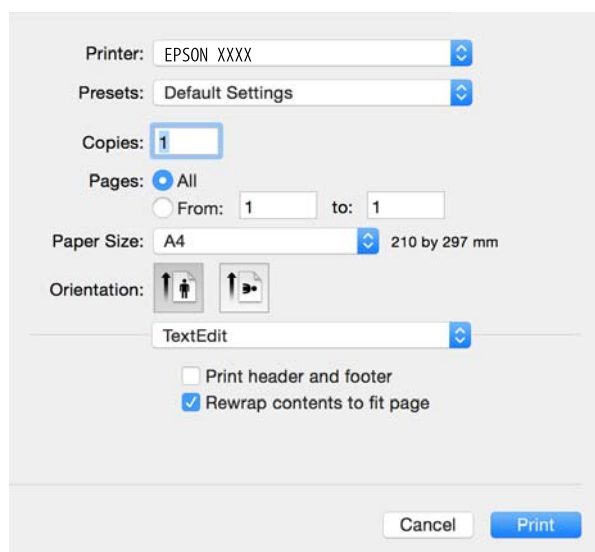 Printer: EPSON XXXX
Presets: Default Settings
Copies: 1
Pages: All
From: 1 to: 1
Paper Size: A4 210 by 297 mm
Orientation:
TextEdit
Print header and footer
Rewrap contents to fit page
Cancel Print